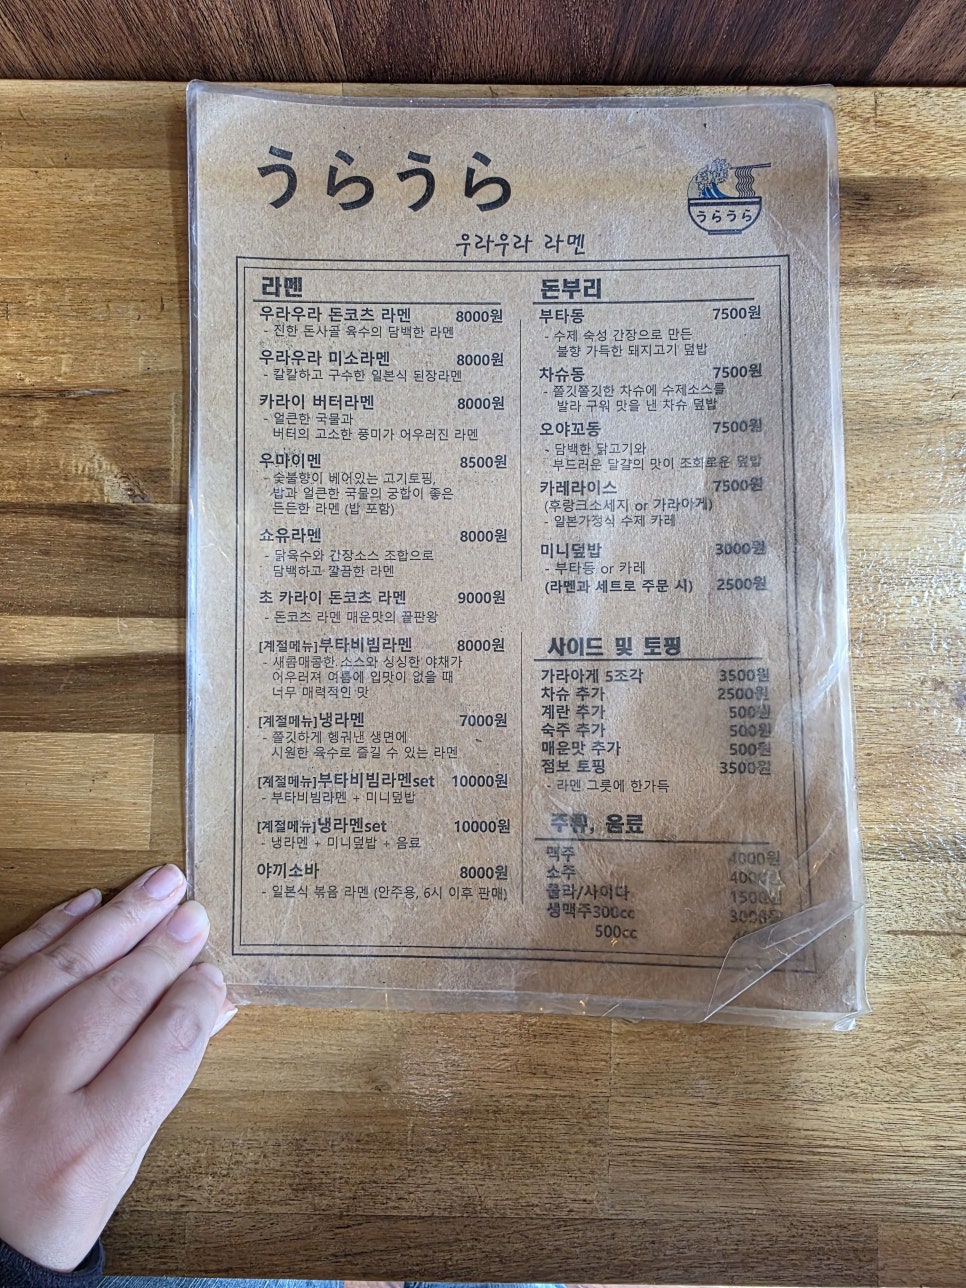 うらうら
うらうら
우라우라 라멘
라멘
우라우라 돈코츠 라멘 8000원
- 진한 돈사골 육수의 담백한 라멘
우라우라 미소라멘 8000원
- 칼칼하고 구수한 일본식 된장라멘
카라이 버터라멘 8000원
- 얼큰한 국물과
버터의 고소한 풍미가 어우러진 라멘
우마이멘 8500원
- 숯불향이 베어있는 고기토핑,
밥과 얼큰한 국물의 궁합이 좋은
든든한 라멘 (밥 포함)
쇼유라멘 8000원
- 닭육수와 간장소스 조합으로
담백하고 깔끔한 라멘
초 카라이 돈코츠 라멘 9000원
- 돈코츠 라멘 매운맛의 끝판왕
[계절메뉴]부타비빔라멘 8000원
- 새콤매콤한 소스와 싱싱한 야채가
어우러져 여름에 입맛이 없을 때
너무 매력적인 맛
[계절메뉴]냉라멘 7000원
- 쫄깃하게 헹궈낸 생면에
시원한 육수로 즐길 수 있는 라멘
[계절메뉴]부타비빔라멘set 10000원
- 부타비빔라멘 + 미니덮밥
[계절메뉴]냉라멘set 10000원
- 냉라멘 + 미니덮밥 + 음료
야끼소바 8000원
- 일본식 볶음 라멘 (안주용, 6시 이후 판매)
돈부리
부타동 7500원
- 수제 숙성 간장으로 만든
불향 가득한 돼지고기 덮밥
차슈동 7500원
- 쫄깃쫄깃한 차슈에 수제소스를
발라 구워 맛을 낸 차슈 덮밥
오야꼬동 7500원
- 담백한 닭고기와
부드러운 달걀의 맛이 조화로운 덮밥
카레라이스 7500원
(후랑크소세지 or 가라아게)
- 일본가정식 수제 카레
미니덮밥 3000원
- 부타동 or 카레
(라멘과 세트로 주문 시) 2500원
사이드 및 토핑
가라아게 5조각 3500원
차슈 추가 2500원
계란 추가 500원
숙주 추가 500원
매운맛 추가 500원
점보 토핑 3500원
- 라멘 그릇에 한가득
주류, 음료
맥주 4000원
소주 4000원
콜라/사이다 1500원
생맥주300cc 3000원
500cc